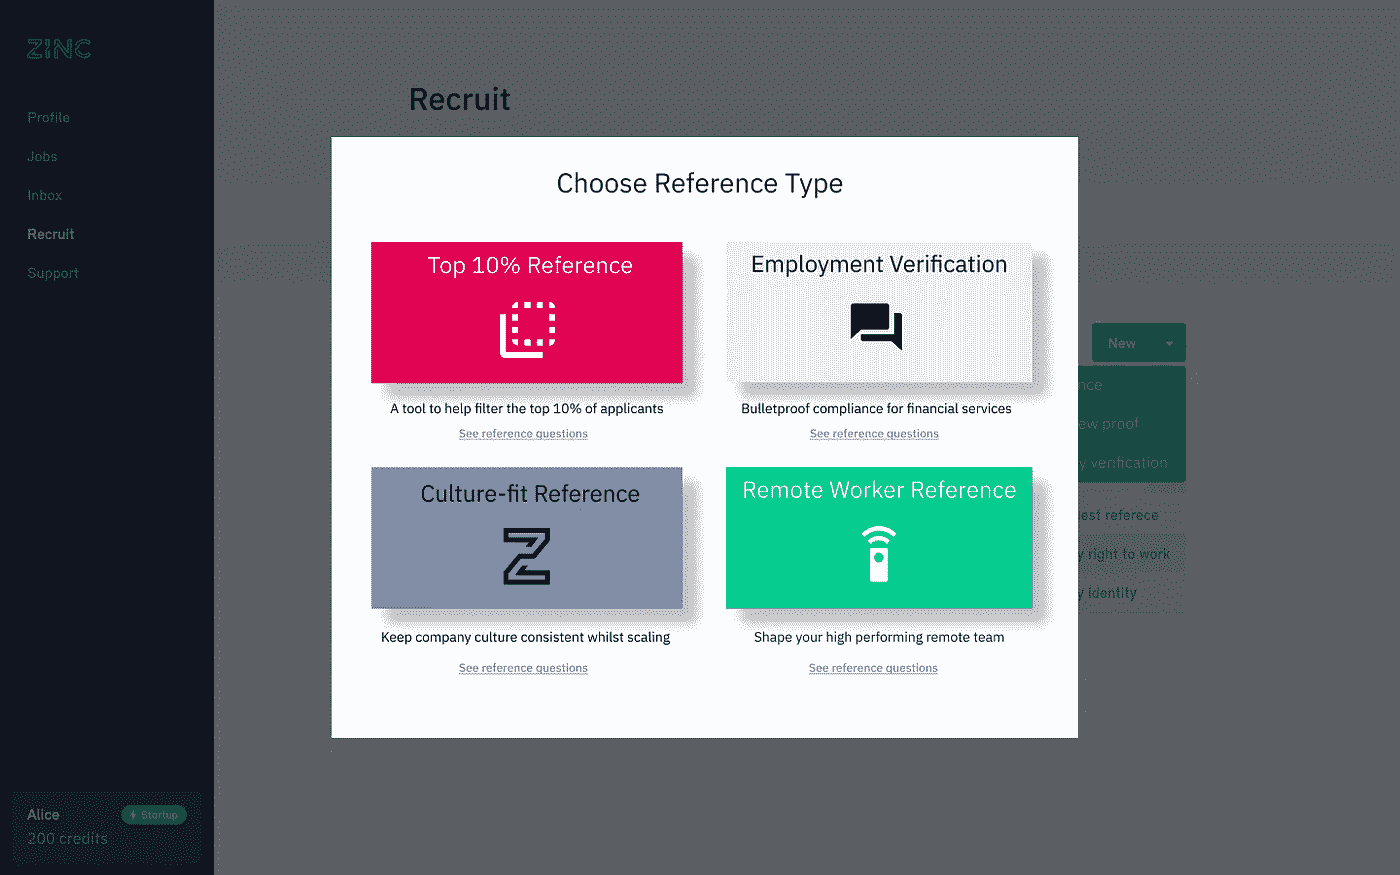 ZINC
Profile
Jobs
Inbox
Recruit
Support
Alice
Startup
200 credits
Recruit
New
proof
verification
referece
right to work
identity
Choose Reference Type
Top 10% Reference
A tool to help filter the top 10% of applicants
See reference questions
Employment Verification
Bulletproof compliance for financial services
See reference questions
Culture-fit Reference
Keep company culture consistent whilst scaling
See reference questions
Remote Worker Reference
Shape your high performing remote team
See reference questions